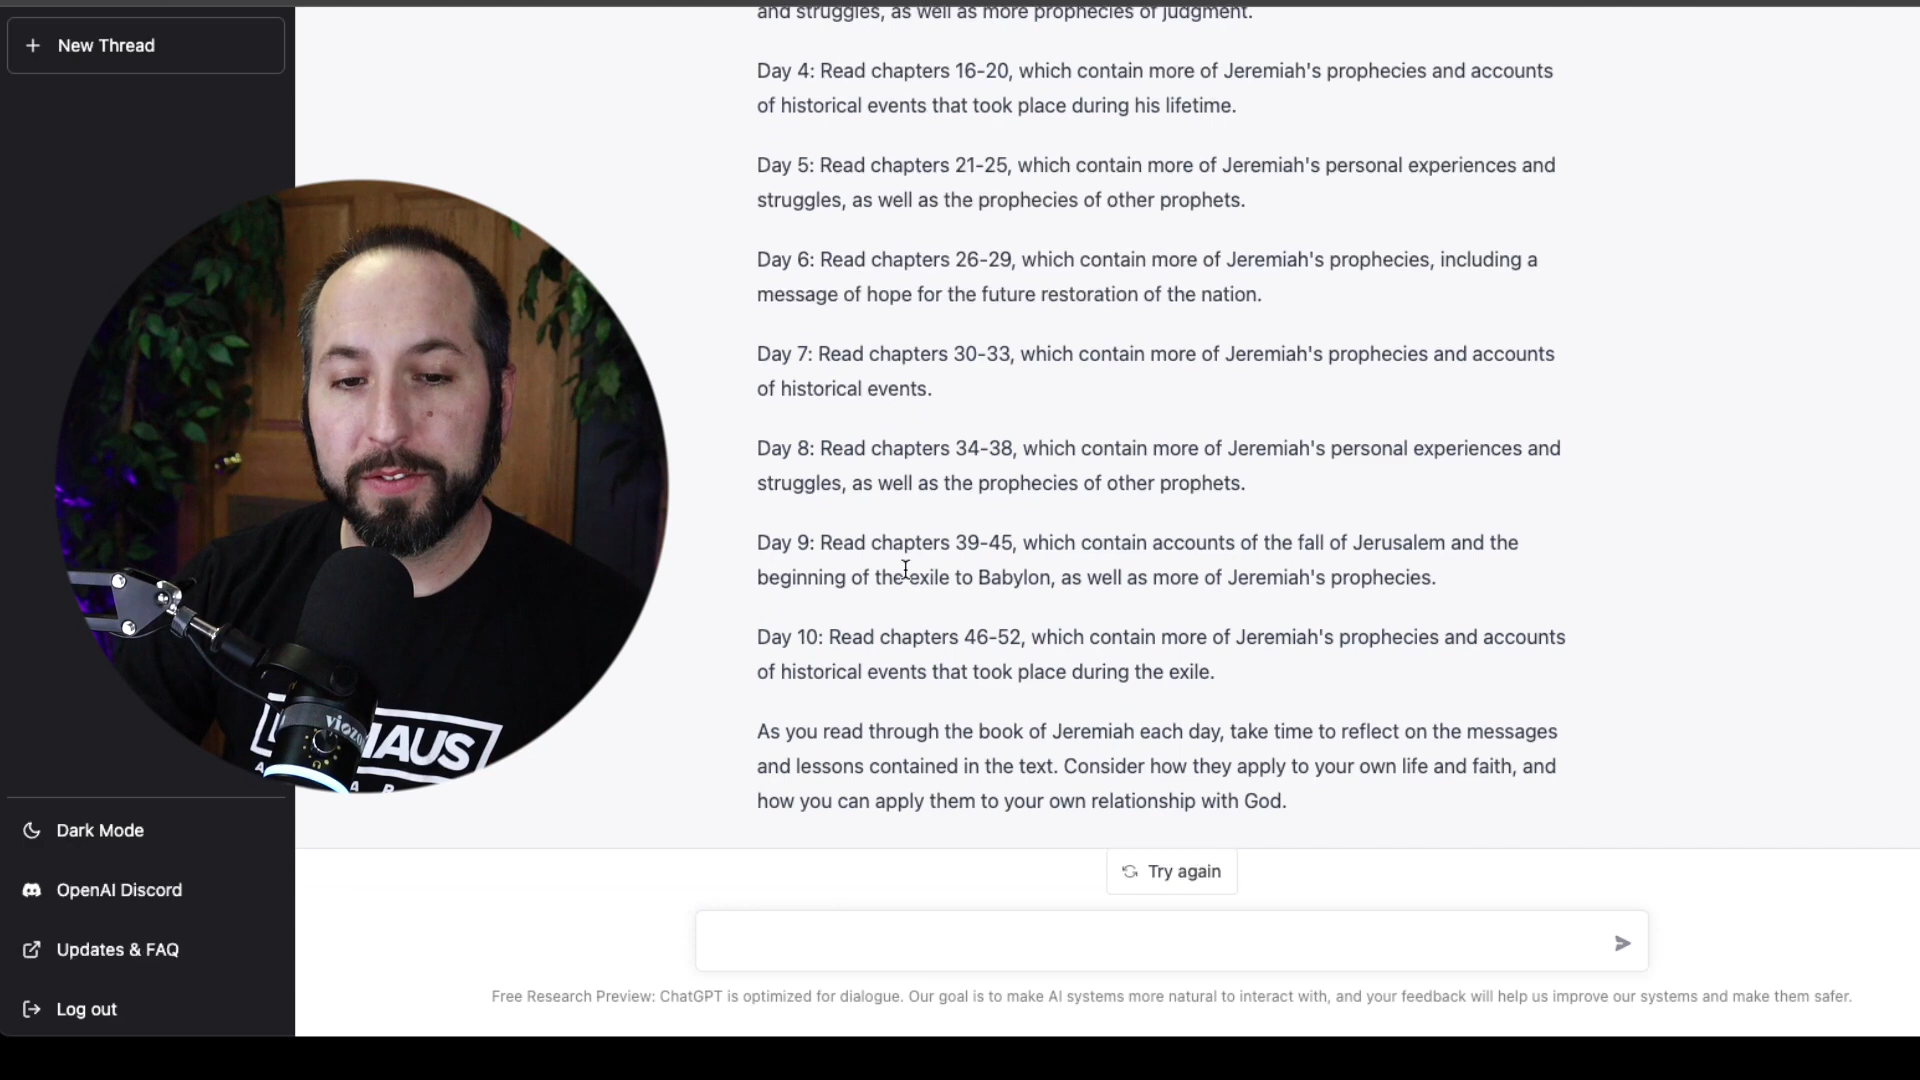 New Thread
and struggles, as well as more prophecies of judgment.
Day 4: Read chapters 16-20, which contain more of Jeremiah's prophecies and accounts
of historical events that took place during his lifetime.
Day 5: Read chapters 21-25, which contain more of Jeremiah's personal experiences and
struggles, as well as the prophecies of other prophets.
Day 6: Read chapters 26-29, which contain more of Jeremiah's prophecies, including a
message of hope for the future restoration of the nation.
Day 7: Read chapters 30-33, which contain more of Jeremiah's prophecies and accounts
of historical events.
Day 8: Read chapters 34-38, which contain more of Jeremiah's personal experiences and
struggles, as well as the prophecies of other prophets.
Day 9: Read chapters 39-45, which contain accounts of the fall of Jerusalem and the
beginning of the exile to Babylon, as well as more of Jeremiah's prophecies.
Day 10: Read chapters 46-52, which contain more of Jeremiah's prophecies and accounts
of historical events that took place during the exile.
As you read through the book of Jeremiah each day, take time to reflect on the messages
and lessons contained in the text. Consider how they apply to your own life and faith, and
how you can apply them to your own relationship with God.
Dark Mode
OpenAI Discord
Updates & FAQ
Log out
Try again
Free Research Preview: ChatGPT is optimized for dialogue. Our goal is to make AI systems more natural to interact with, and your feedback will help us improve our systems and make them safer.